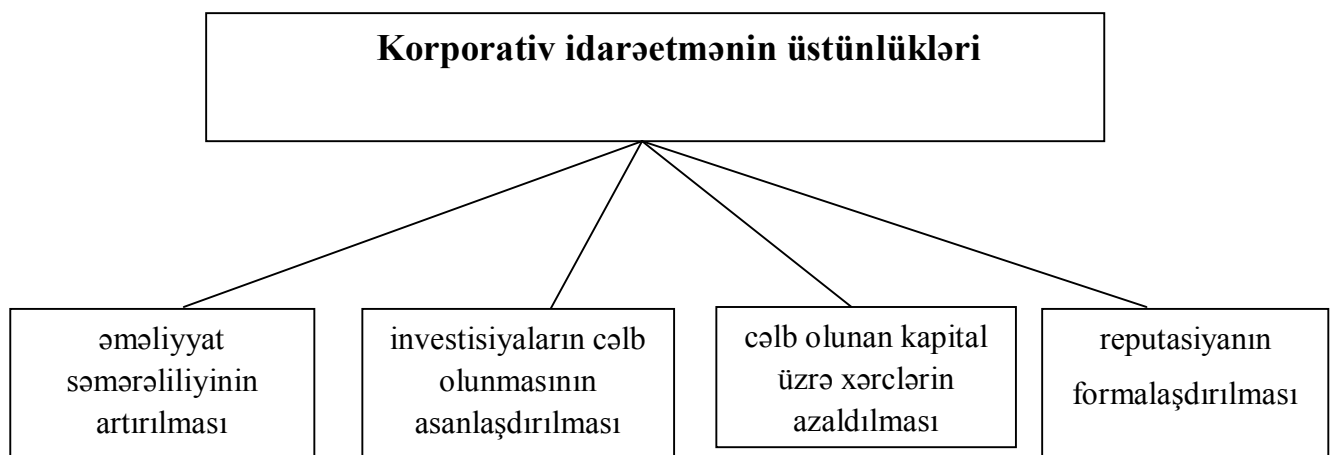 Korporativ idarəetmənin üstünlükləri
əməliyyat
səmərəliliyinin
artırılması
investisiyaların cəlb
olunmasının
asanlaşdırılması
cəlb olunan kapital
üzrə xərclərin
azaldılması
reputasiyanın
formalaşdırılması